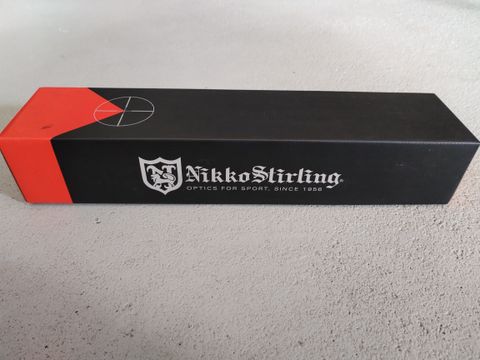 NikkoStirling
OPTICS FOR SPORT, SINCE 1956